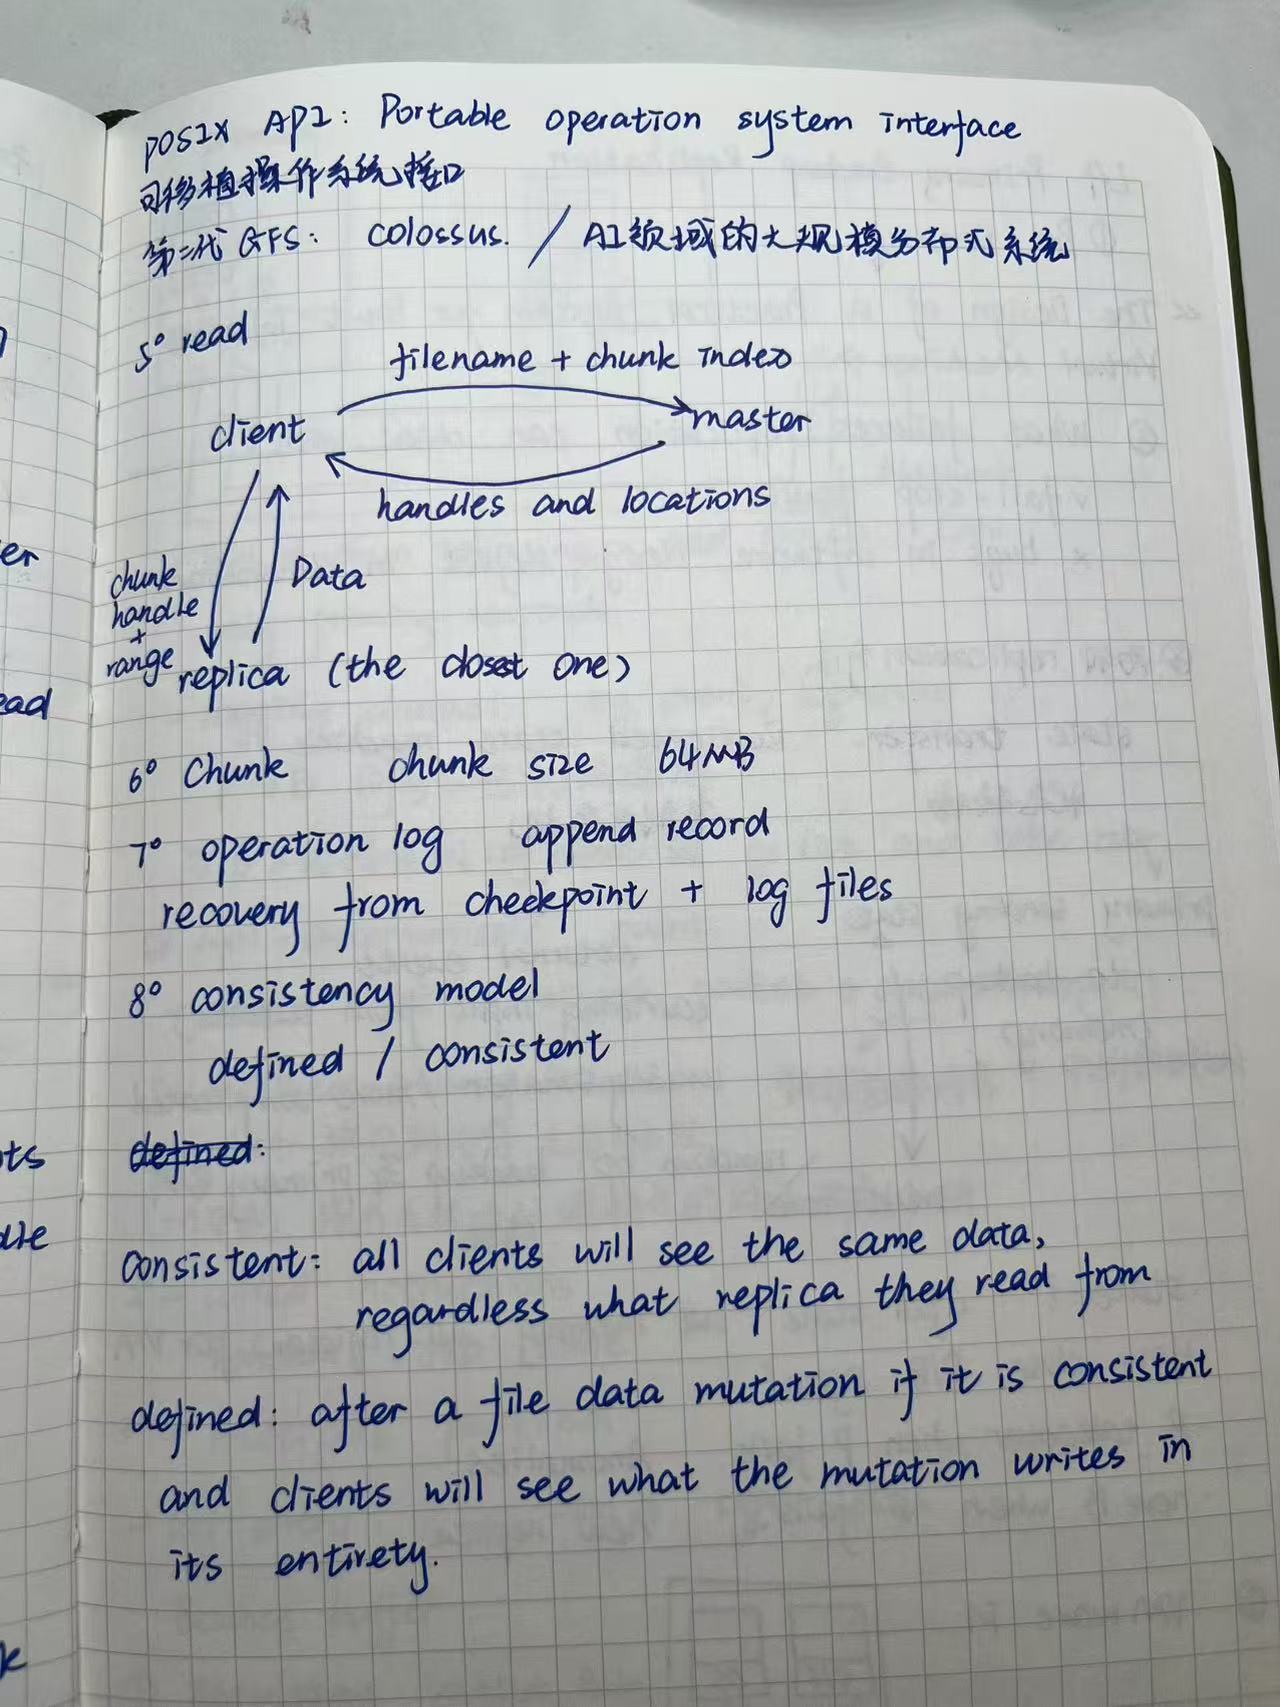 POSIX API: Portable operation system interface
可移植操作系统接口
第二代 GFS: colossus. / AI领域的大规模分布式系统
5° read
filename + chunk index
client
master
handles and locations
chunk
handle
+
range
Data
replica (the closest one)
6° Chunk chunk size 64MB
7° operation log append record
recovery from checkpoint + log files
8° consistency model
defined / consistent
defined:
consistent: all clients will see the same data,
regardless what replica they read from
defined: after a file data mutation if it is consistent
and clients will see what the mutation writes in
its entirety.
er
ead
ots
dle
k